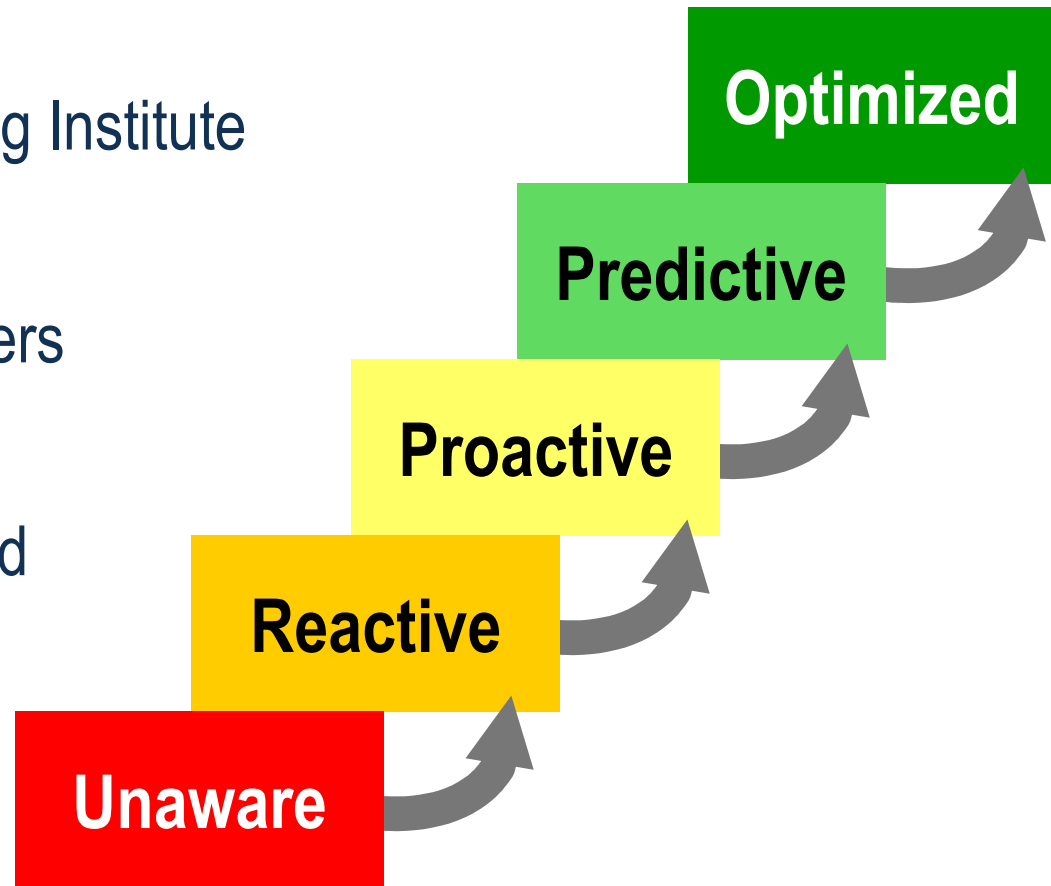 Optimized
g Institute
Predictive
ers
Proactive
d
Reactive
Unaware